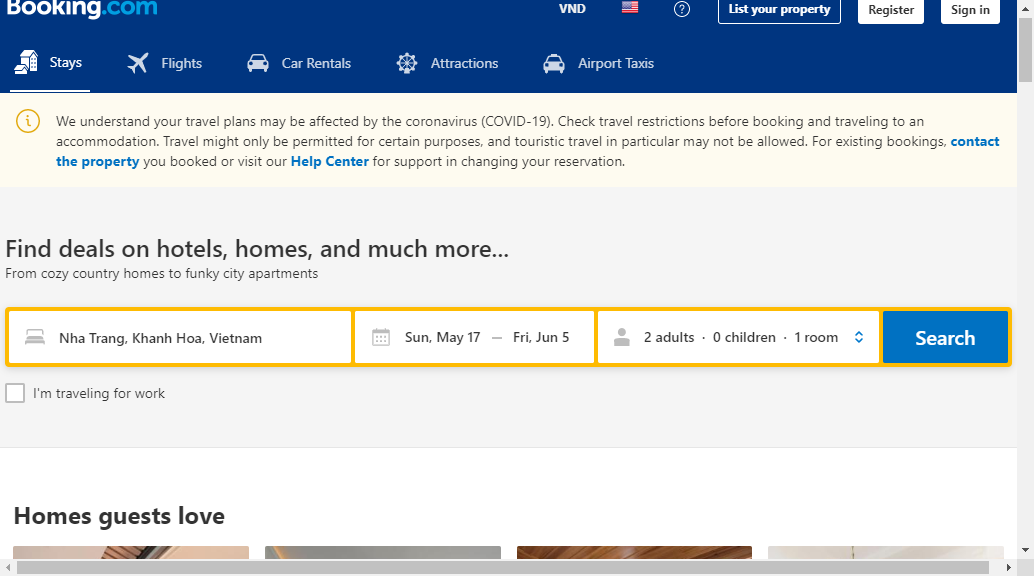 Booking.com
VND
List your property
Register
Sign in
Stays
Flights
Car Rentals
Attractions
Airport Taxis
We understand your travel plans may be affected by the coronavirus (COVID-19). Check travel restrictions before booking and traveling to an
accommodation. Travel might only be permitted for certain purposes, and touristic travel in particular may not be allowed. For existing bookings, contact
the property you booked or visit our Help Center for support in changing your reservation.
Find deals on hotels, homes, and much more...
From cozy country homes to funky city apartments
Nha Trang, Khanh Hoa, Vietnam
Sun, May 17 — Fri, Jun 5
2 adults · 0 children · 1 room
Search
I'm traveling for work
Homes guests love